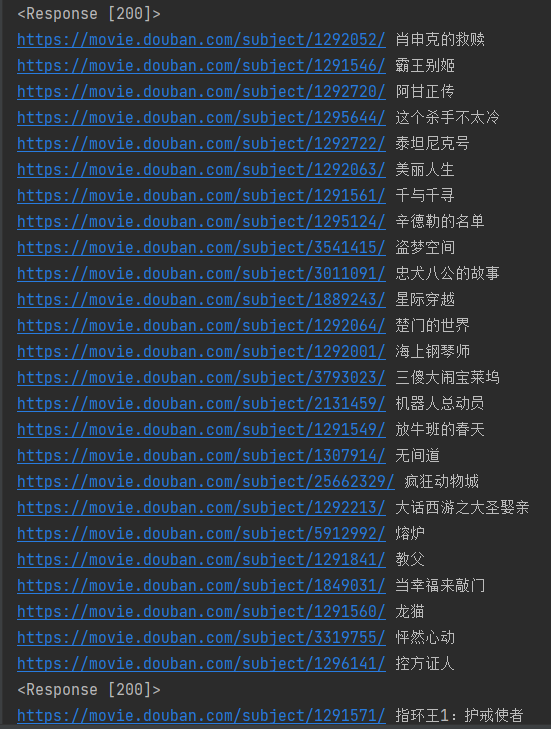 <Response [200]>
https://movie.douban.com/subject/1292052/ 肖申克的救赎
https://movie.douban.com/subject/1291546/ 霸王别姬
https://movie.douban.com/subject/1292720/ 阿甘正传
https://movie.douban.com/subject/1295644/ 这个杀手不太冷
https://movie.douban.com/subject/1292722/ 泰坦尼克号
https://movie.douban.com/subject/1292063/ 美丽人生
https://movie.douban.com/subject/1291561/ 千与千寻
https://movie.douban.com/subject/1295124/ 辛德勒的名单
https://movie.douban.com/subject/3541415/ 盗梦空间
https://movie.douban.com/subject/3011091/ 忠犬八公的故事
https://movie.douban.com/subject/1889243/ 星际穿越
https://movie.douban.com/subject/1292064/ 楚门的世界
https://movie.douban.com/subject/1292001/ 海上钢琴师
https://movie.douban.com/subject/3793023/ 三傻大闹宝莱坞
https://movie.douban.com/subject/2131459/ 机器人总动员
https://movie.douban.com/subject/1291549/ 放牛班的春天
https://movie.douban.com/subject/1307914/ 无间道
https://movie.douban.com/subject/25662329/ 疯狂动物城
https://movie.douban.com/subject/1292213/ 大话西游之大圣娶亲
https://movie.douban.com/subject/5912992/ 熔炉
https://movie.douban.com/subject/1291841/ 教父
https://movie.douban.com/subject/1849031/ 当幸福来敲门
https://movie.douban.com/subject/1291560/ 龙猫
https://movie.douban.com/subject/3319755/ 怦然心动
https://movie.douban.com/subject/1296141/ 控方证人
<Response [200]>
https://movie.douban.com/subject/1291571/ 指环王1：护戒使者